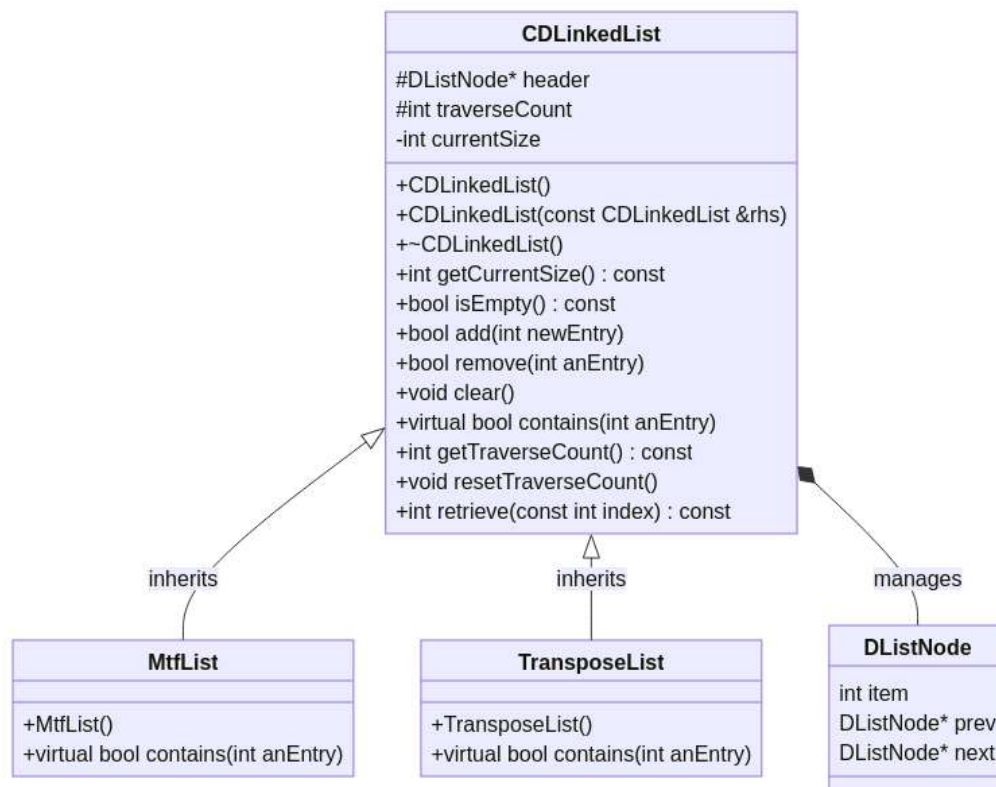 CDLinkedList
#DListNode* header
#int traverseCount
-int currentSize
+CDLinkedList()
+CDLinkedList(const CDLinkedList &rhs)
+~CDLinkedList()
+int getCurrentSize() : const
+bool isEmpty() : const
+bool add(int newEntry)
+bool remove(int anEntry)
+void clear()
+virtual bool contains(int anEntry)
+int getTraverseCount() : const
+void resetTraverseCount()
+int retrieve(const int index) : const
inherits
inherits
manages
MtfList
+MtfList()
+virtual bool contains(int anEntry)
TransposeList
+TransposeList()
+virtual bool contains(int anEntry)
DListNode
int item
DListNode* prev
DListNode* next